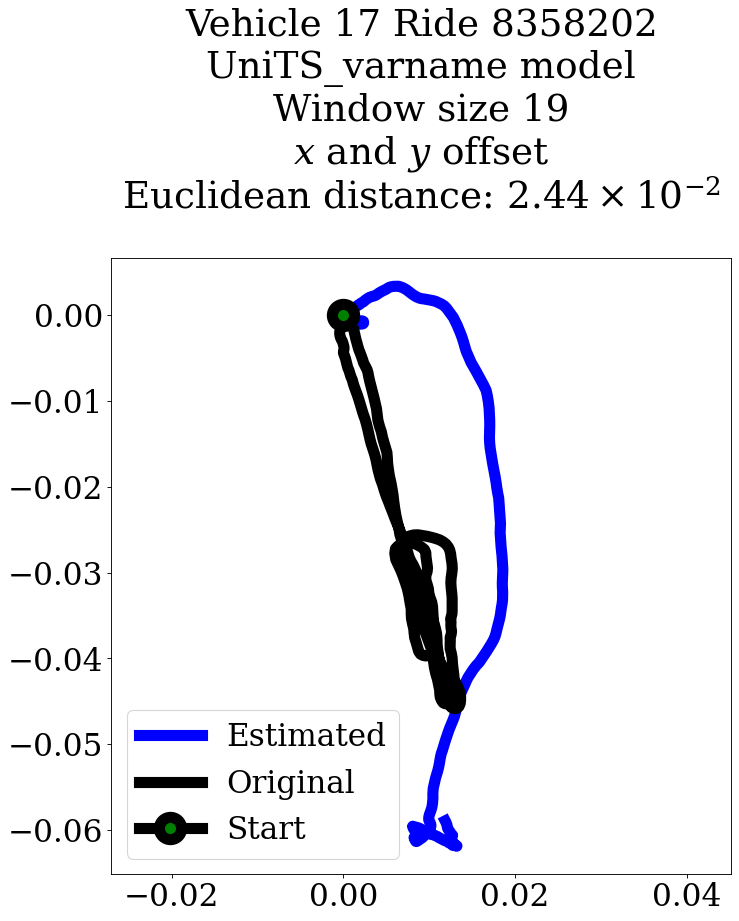 Vehicle 17 Ride 8358202
UniTS_varname model
Window size 19
x and y offset
Euclidean distance: 2.44 × 10⁻²
0.00
−0.01
−0.02
−0.03
−0.04
−0.05
−0.06
Estimated
Original
Start
−0.02
0.00
0.02
0.04